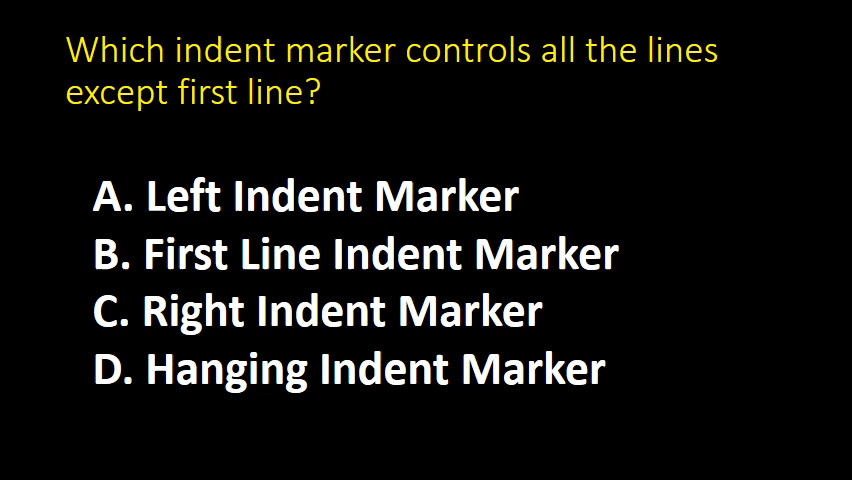 Which indent marker controls all the lines
except first line?
A. Left Indent Marker
B. First Line Indent Marker
C. Right Indent Marker
D. Hanging Indent Marker